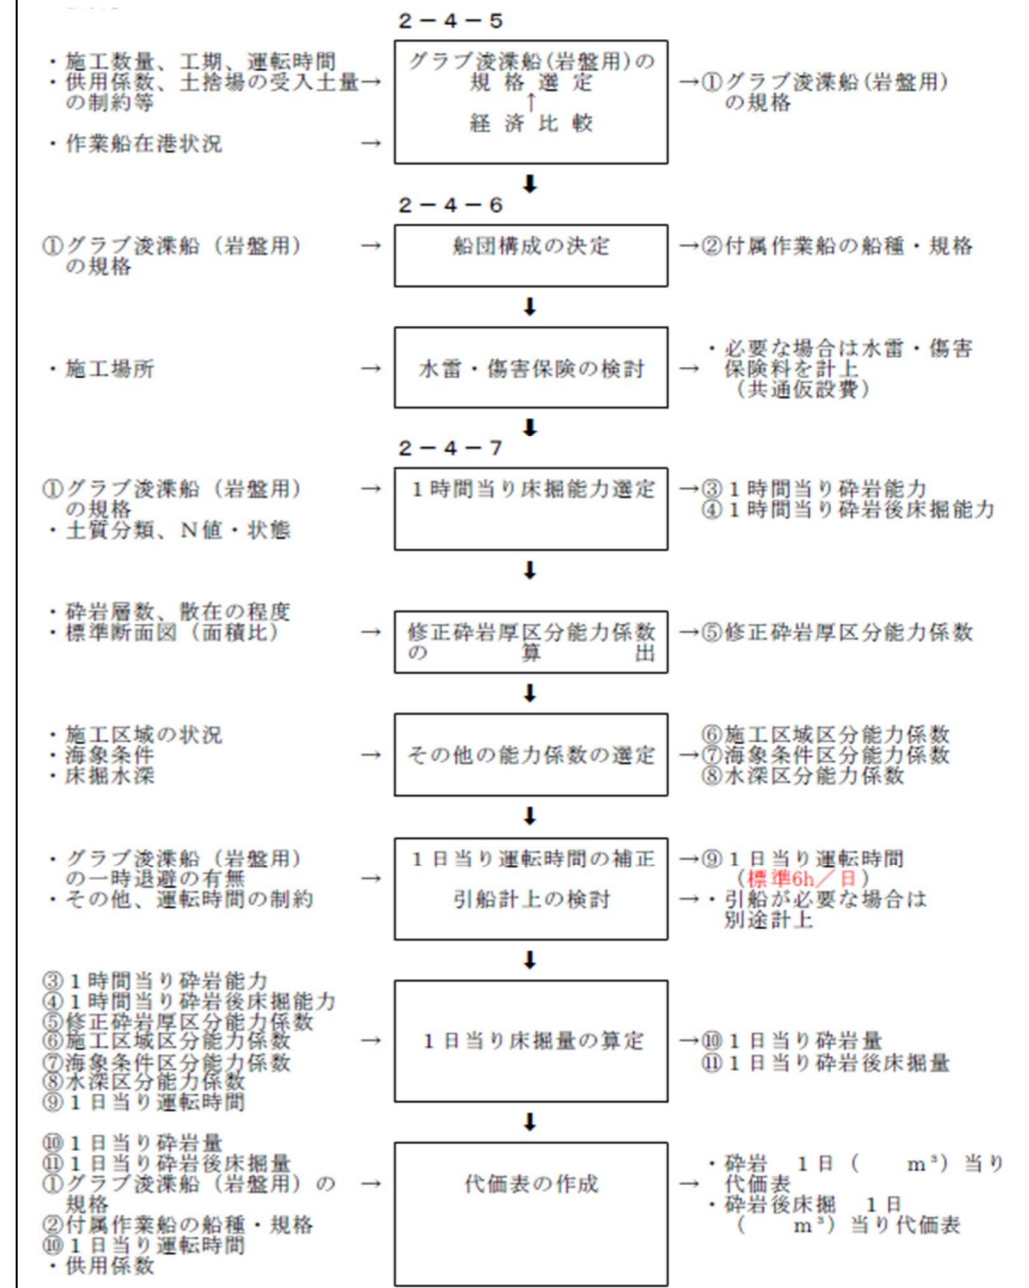 ２－４－５
・施工数量、工期、運転時間
・供用係数、土捨場の受入土量→
の制約等
・作業船在港状況 →
グラブ浚渫船(岩盤用)の
規格選定
↑
経済比較
→①グラブ浚渫船(岩盤用)
の規格
⬇
２－４－６
①グラブ浚渫船（岩盤用） →
の規格
船団構成の決定
→②付属作業船の船種・規格
⬇
・施工場所 →
水雷・傷害保険の検討
・必要な場合は水雷・傷害
→ 保険料を計上
（共通仮設費）
⬇
２－４－７
①グラブ浚渫船（岩盤用） →
の規格
・土質分類、Ｎ値・状態
１時間当り床掘能力選定
→③１時間当り砕岩能力
④１時間当り砕岩後床掘能力
⬇
・砕岩層数、散在の程度
・標準断面図（面積比） →
修正砕岩厚区分能力係数
の算出
→⑤修正砕岩厚区分能力係数
⬇
・施工区域の状況
・海象条件 →
・床掘水深
その他の能力係数の選定
⑥施工区域区分能力係数
→⑦海象条件区分能力係数
⑧水深区分能力係数
⬇
・グラブ浚渫船（岩盤用）
の一時退避の有無 →
・その他、運転時間の制約
１日当り運転時間の補正
引船計上の検討
→⑨１日当り運転時間
（標準6h／日）
→・引船が必要な場合は
別途計上
⬇
③１時間当り砕岩能力
④１時間当り砕岩後床掘能力
⑤修正砕岩厚区分能力係数
⑥施工区域区分能力係数 →
⑦海象条件区分能力係数
⑧水深区分能力係数
⑨１日当り運転時間
１日当り床掘量の算定
→⑩１日当り砕岩量
⑪１日当り砕岩後床掘量
⬇
⑩１日当り砕岩量
⑪１日当り砕岩後床掘量
①グラブ浚渫船（岩盤用）の →
規格
②付属作業船の船種・規格
⑩１日当り運転時間
・供用係数
代価表の作成
・砕岩 １日（ ｍ³）当り
→ 代価表
・砕岩後床掘 １日
（ ｍ³）当り代価表